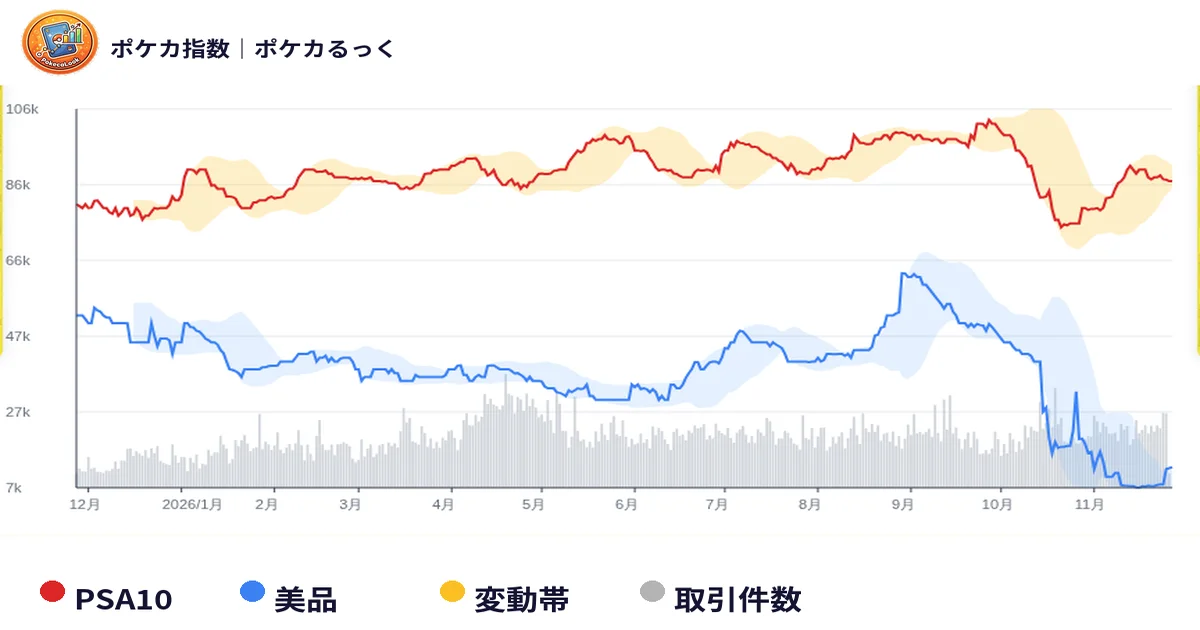 PokecaLook
ポケカ指数｜ポケカるっく
106k
86k
66k
47k
27k
7k
12月 2026/1月 2月 3月 4月 5月 6月 7月 8月 9月 10月 11月
PSA10 美品 変動帯 取引件数